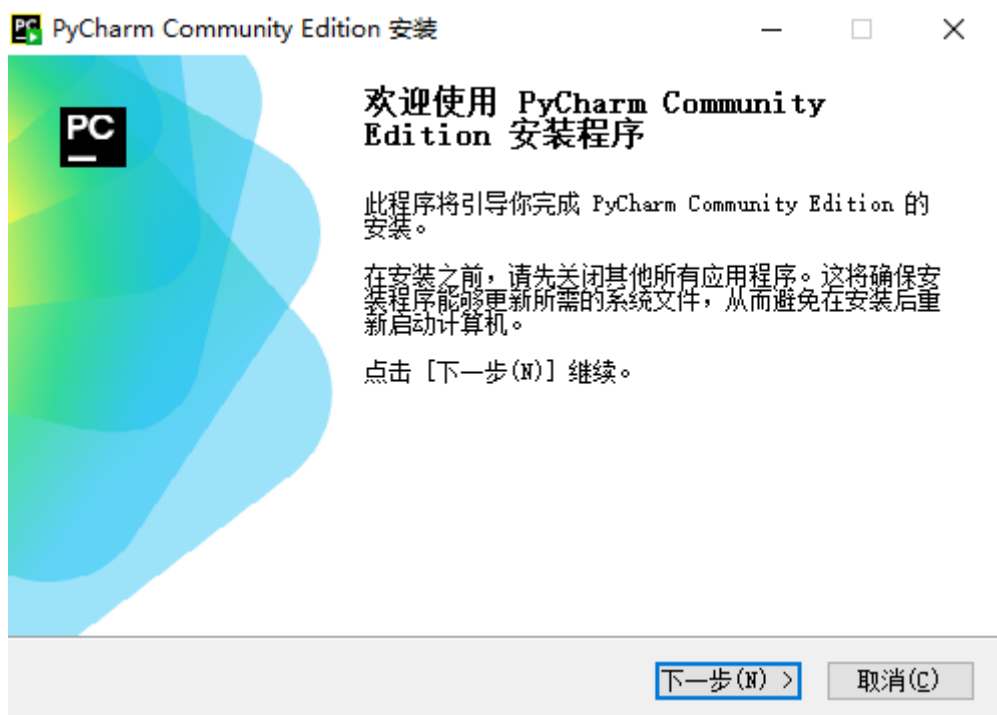 PyCharm Community Edition 安装
PC
欢迎使用 PyCharm Community
Edition 安装程序
此程序将引导你完成 PyCharm Community Edition 的
安装。
在安装之前，请先关闭其他所有应用程序。这将确保安
装程序能够更新所需的系统文件，从而避免在安装后重
新启动计算机。
点击 [下一步(N)] 继续。
下一步(N) >
取消(C)